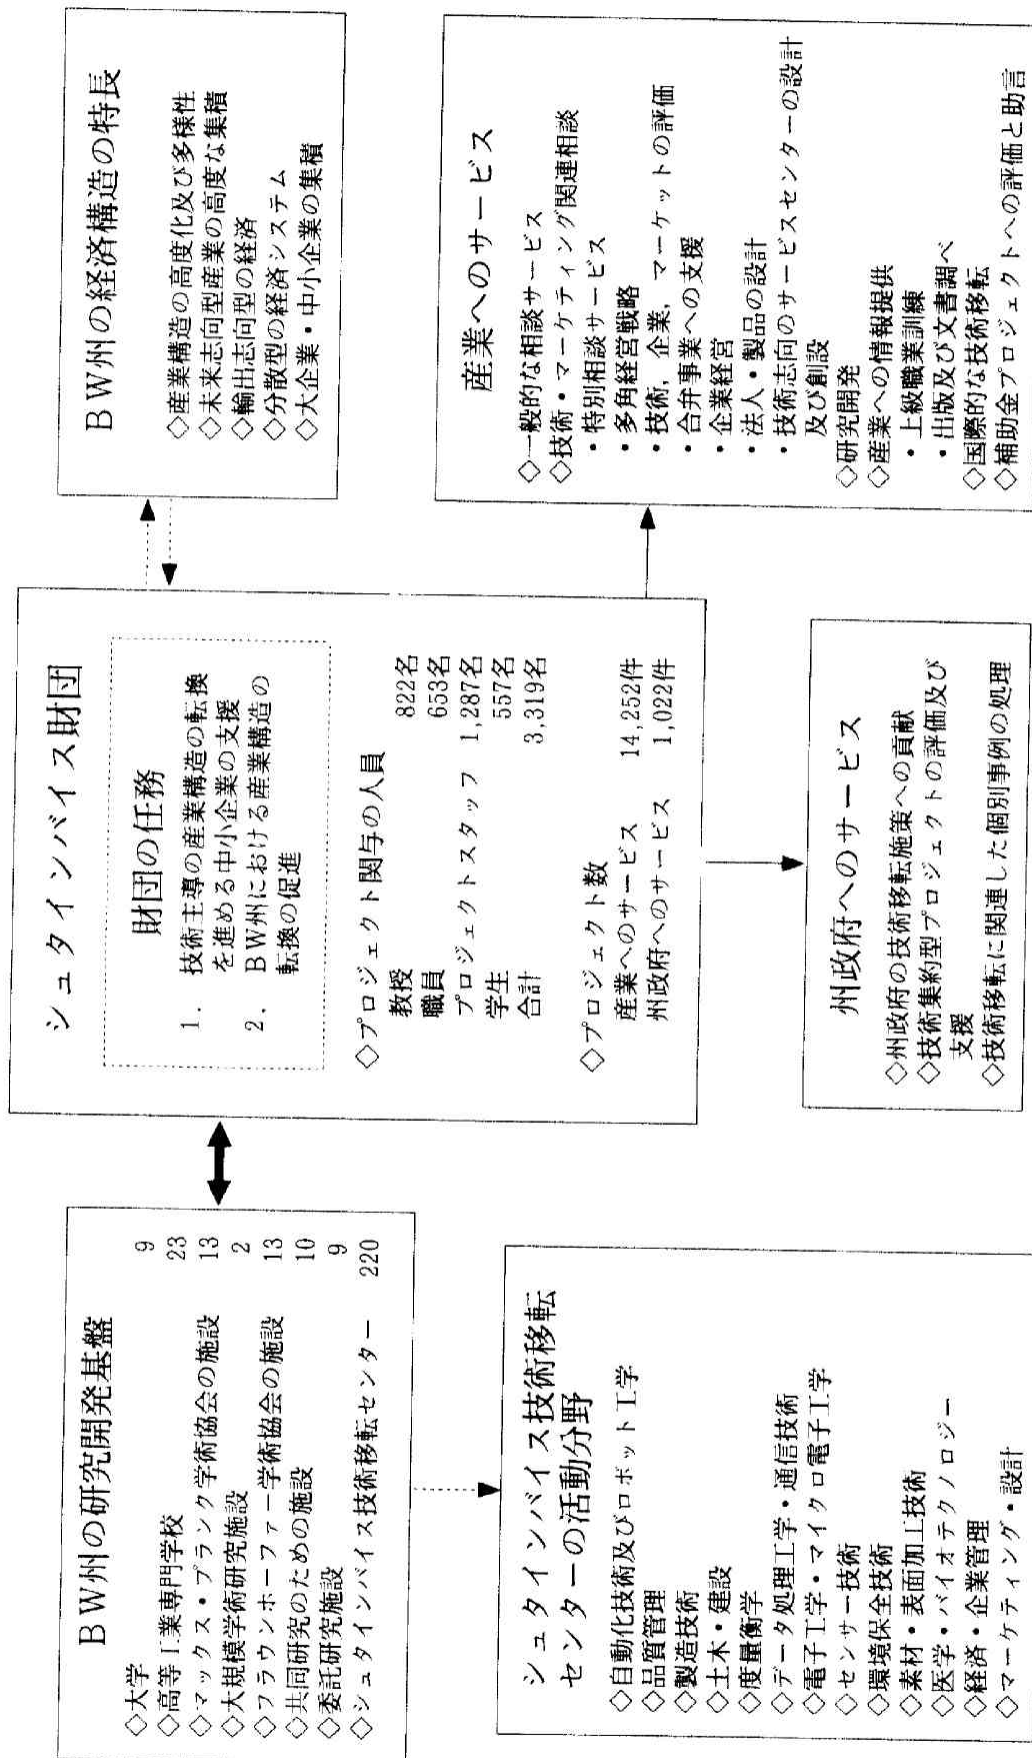 BW州の研究開発基盤
◇大学 9
◇高等工業専門学校 23
◇マックス・プランク学術協会の施設 13
◇大規模学術研究施設 2
◇フラウンホーファー学術協会の施設 13
◇共同研究のための施設 10
◇委託研究施設 9
◇シュタインバイス技術移転センター 220
シュタインバイス財団
財団の任務
1. 技術主導の産業構造の転換
を進める中小企業の支援
2. BW州における産業構造の
転換の促進
◇プロジェクト関与の人員
教授 822名
職員 653名
プロジェクトスタッフ 1,287名
学生 557名
合計 3,319名
◇プロジェクト数
産業へのサービス 14,252件
州政府へのサービス 1,022件
BW州の経済構造の特長
◇産業構造の高度化及び多様性
◇未来志向型産業の高度な集積
◇輸出志向型の経済
◇分散型の経済システム
◇大企業・中小企業の集積
シュタインバイス技術移転
センターの活動分野
◇自動化技術及びロボット工学
◇品質管理
◇製造技術
◇土木・建設
◇度量衡学
◇データ処理工学・通信技術
◇電子工学・マイクロ電子工学
◇センサー技術
◇環境保全技術
◇素材・表面加工技術
◇医学・バイオテクノロジー
◇経済・企業管理
◇マーケティング・設計
州政府へのサービス
◇州政府の技術移転施策への貢献
◇技術集約型プロジェクトの評価及び
支援
◇技術移転に関連した個別事例の処理
産業へのサービス
◇一般的な相談サービス
◇技術・マーケティング関連相談
・特別相談サービス
・多角経営戦略
・技術，企業，マーケットの評価
・合弁事業への支援
・企業経営
・法人・製品の設計
・技術志向のサービスセンターの設計
及び創設
◇研究開発
◇産業への情報提供
・上級職業訓練
・出版及び文書調べ
◇国際的な技術移転
◇補助金プロジェクトへの評価と助言